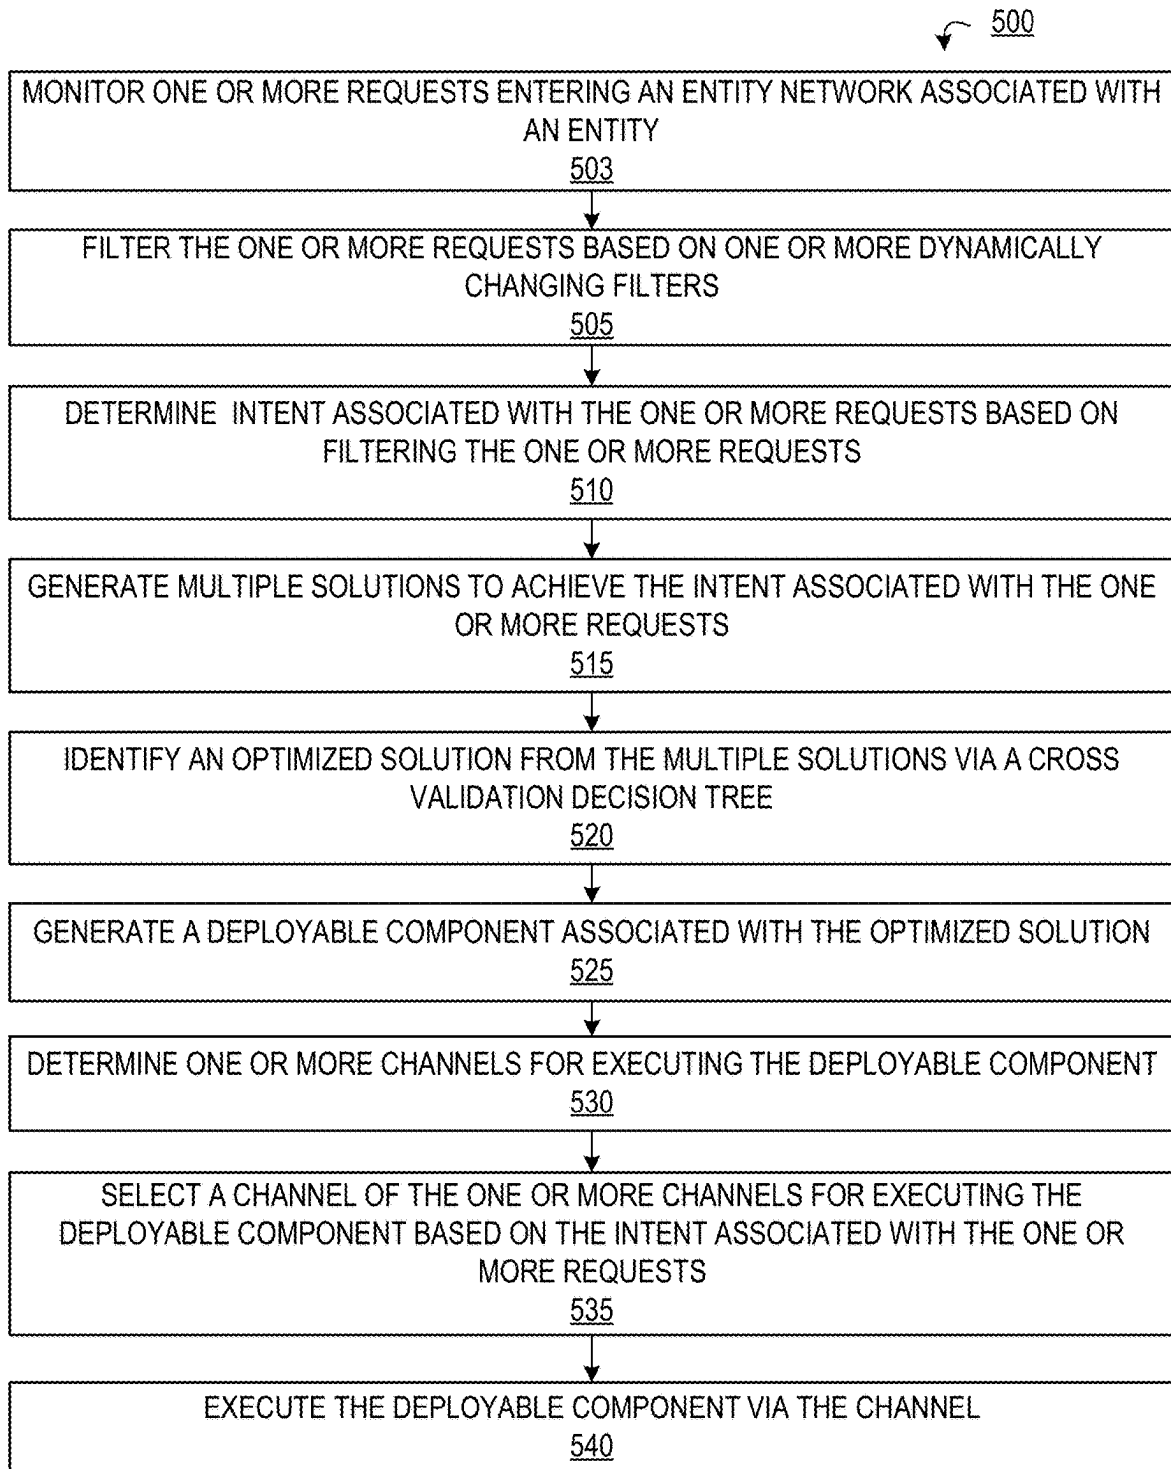 500
MONITOR ONE OR MORE REQUESTS ENTERING AN ENTITY NETWORK ASSOCIATED WITH
AN ENTITY
503
FILTER THE ONE OR MORE REQUESTS BASED ON ONE OR MORE DYNAMICALLY
CHANGING FILTERS
505
DETERMINE INTENT ASSOCIATED WITH THE ONE OR MORE REQUESTS BASED ON
FILTERING THE ONE OR MORE REQUESTS
510
GENERATE MULTIPLE SOLUTIONS TO ACHIEVE THE INTENT ASSOCIATED WITH THE ONE
OR MORE REQUESTS
515
IDENTIFY AN OPTIMIZED SOLUTION FROM THE MULTIPLE SOLUTIONS VIA A CROSS
VALIDATION DECISION TREE
520
GENERATE A DEPLOYABLE COMPONENT ASSOCIATED WITH THE OPTIMIZED SOLUTION
525
DETERMINE ONE OR MORE CHANNELS FOR EXECUTING THE DEPLOYABLE COMPONENT
530
SELECT A CHANNEL OF THE ONE OR MORE CHANNELS FOR EXECUTING THE
DEPLOYABLE COMPONENT BASED ON THE INTENT ASSOCIATED WITH THE ONE OR
MORE REQUESTS
535
EXECUTE THE DEPLOYABLE COMPONENT VIA THE CHANNEL
540